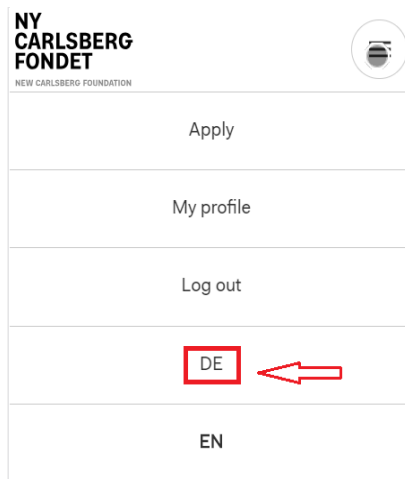 NY
CARLSBERG
FONDET
NEW CARLSBERG FOUNDATION
Apply
My profile
Log out
DE
EN